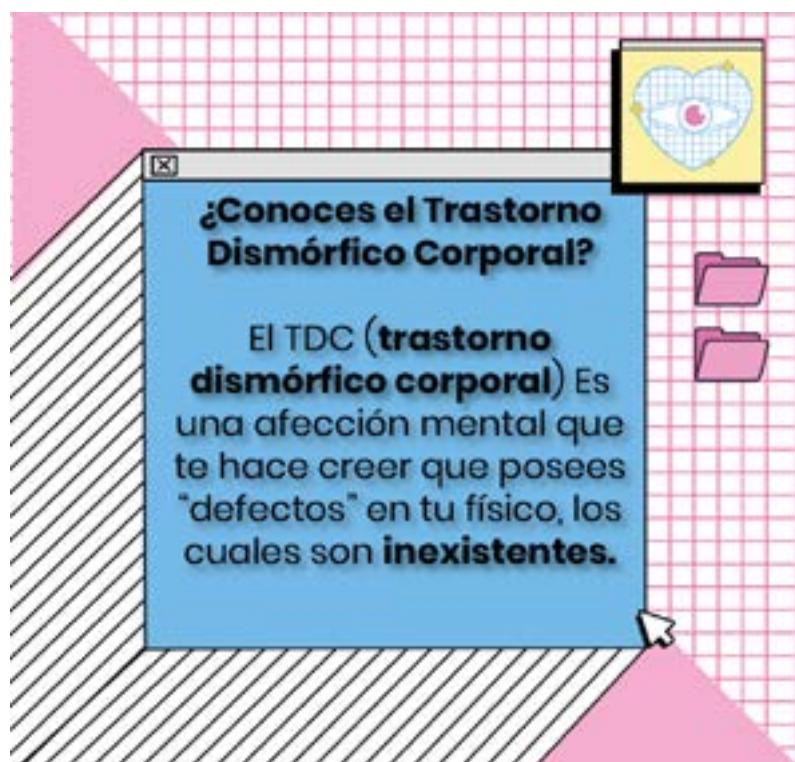 ¿Conoces el Trastorno
Dismórfico Corporal?
El TDC (trastorno
dismórfico corporal) Es
una afección mental que
te hace creer que posees
"defectos" en tu físico, los
cuales son inexistentes.